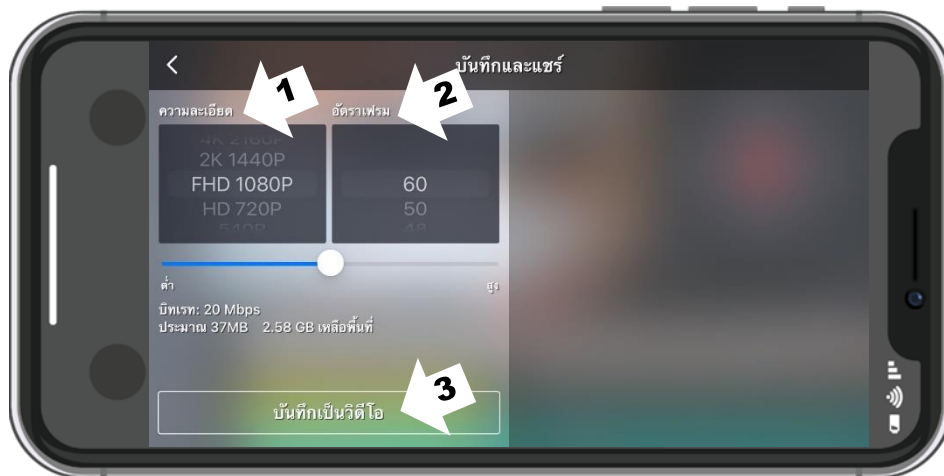 บันทึกและแชร์
1
2
ความละเอียด
อัตราเฟรม
4K 2160P
2K 1440P
FHD 1080P
HD 720P
540P
60
50
48
ต่ำ
สูง
บิทเรท: 20 Mbps
ประมาณ 37MB 2.58 GB เหลือพื้นที่
3
บันทึกเป็นวิดีโอ